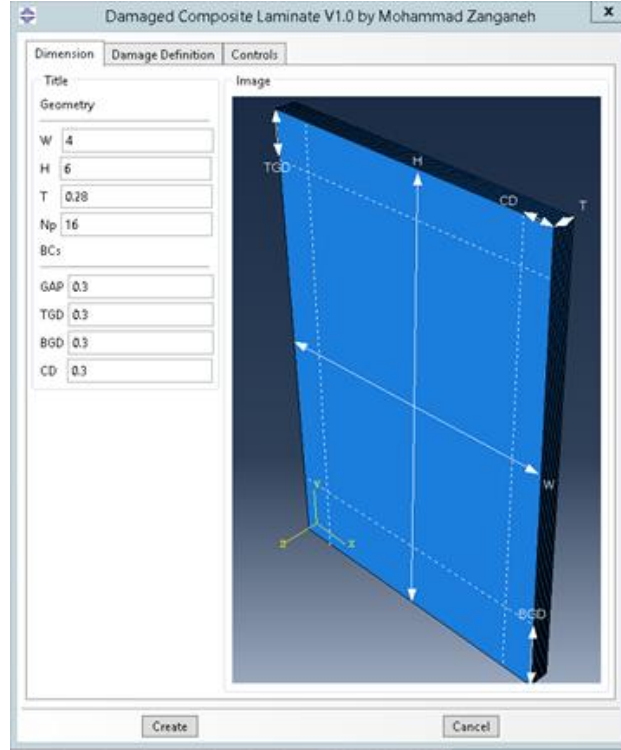 Damaged Composite Laminate V1.0 by Mohammad Zanganeh
x
Dimension Damage Definition Controls
Title
Geometry
W 4
H 6
T 0.28
Np 16
BCs
GAP 0.3
TGD 0.3
BGD 0.3
CD 0.3
Image
TGD
H
CD
T
W
Y
Z
X
BGD
Create
Cancel